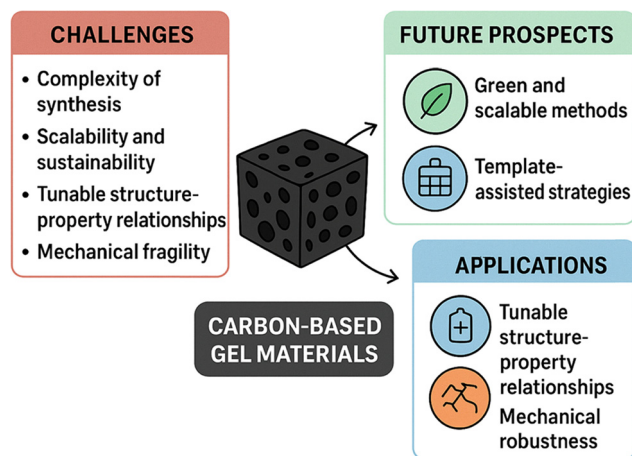 CHALLENGES
• Complexity of
synthesis
• Scalability and
sustainability
• Tunable structure-
property relationships
• Mechanical fragility
CARBON-BASED
GEL MATERIALS
FUTURE PROSPECTS
Green and
scalable methods
Template-
assisted strategies
APPLICATIONS
Tunable
structure-
property
relationships
Mechanical
robustness